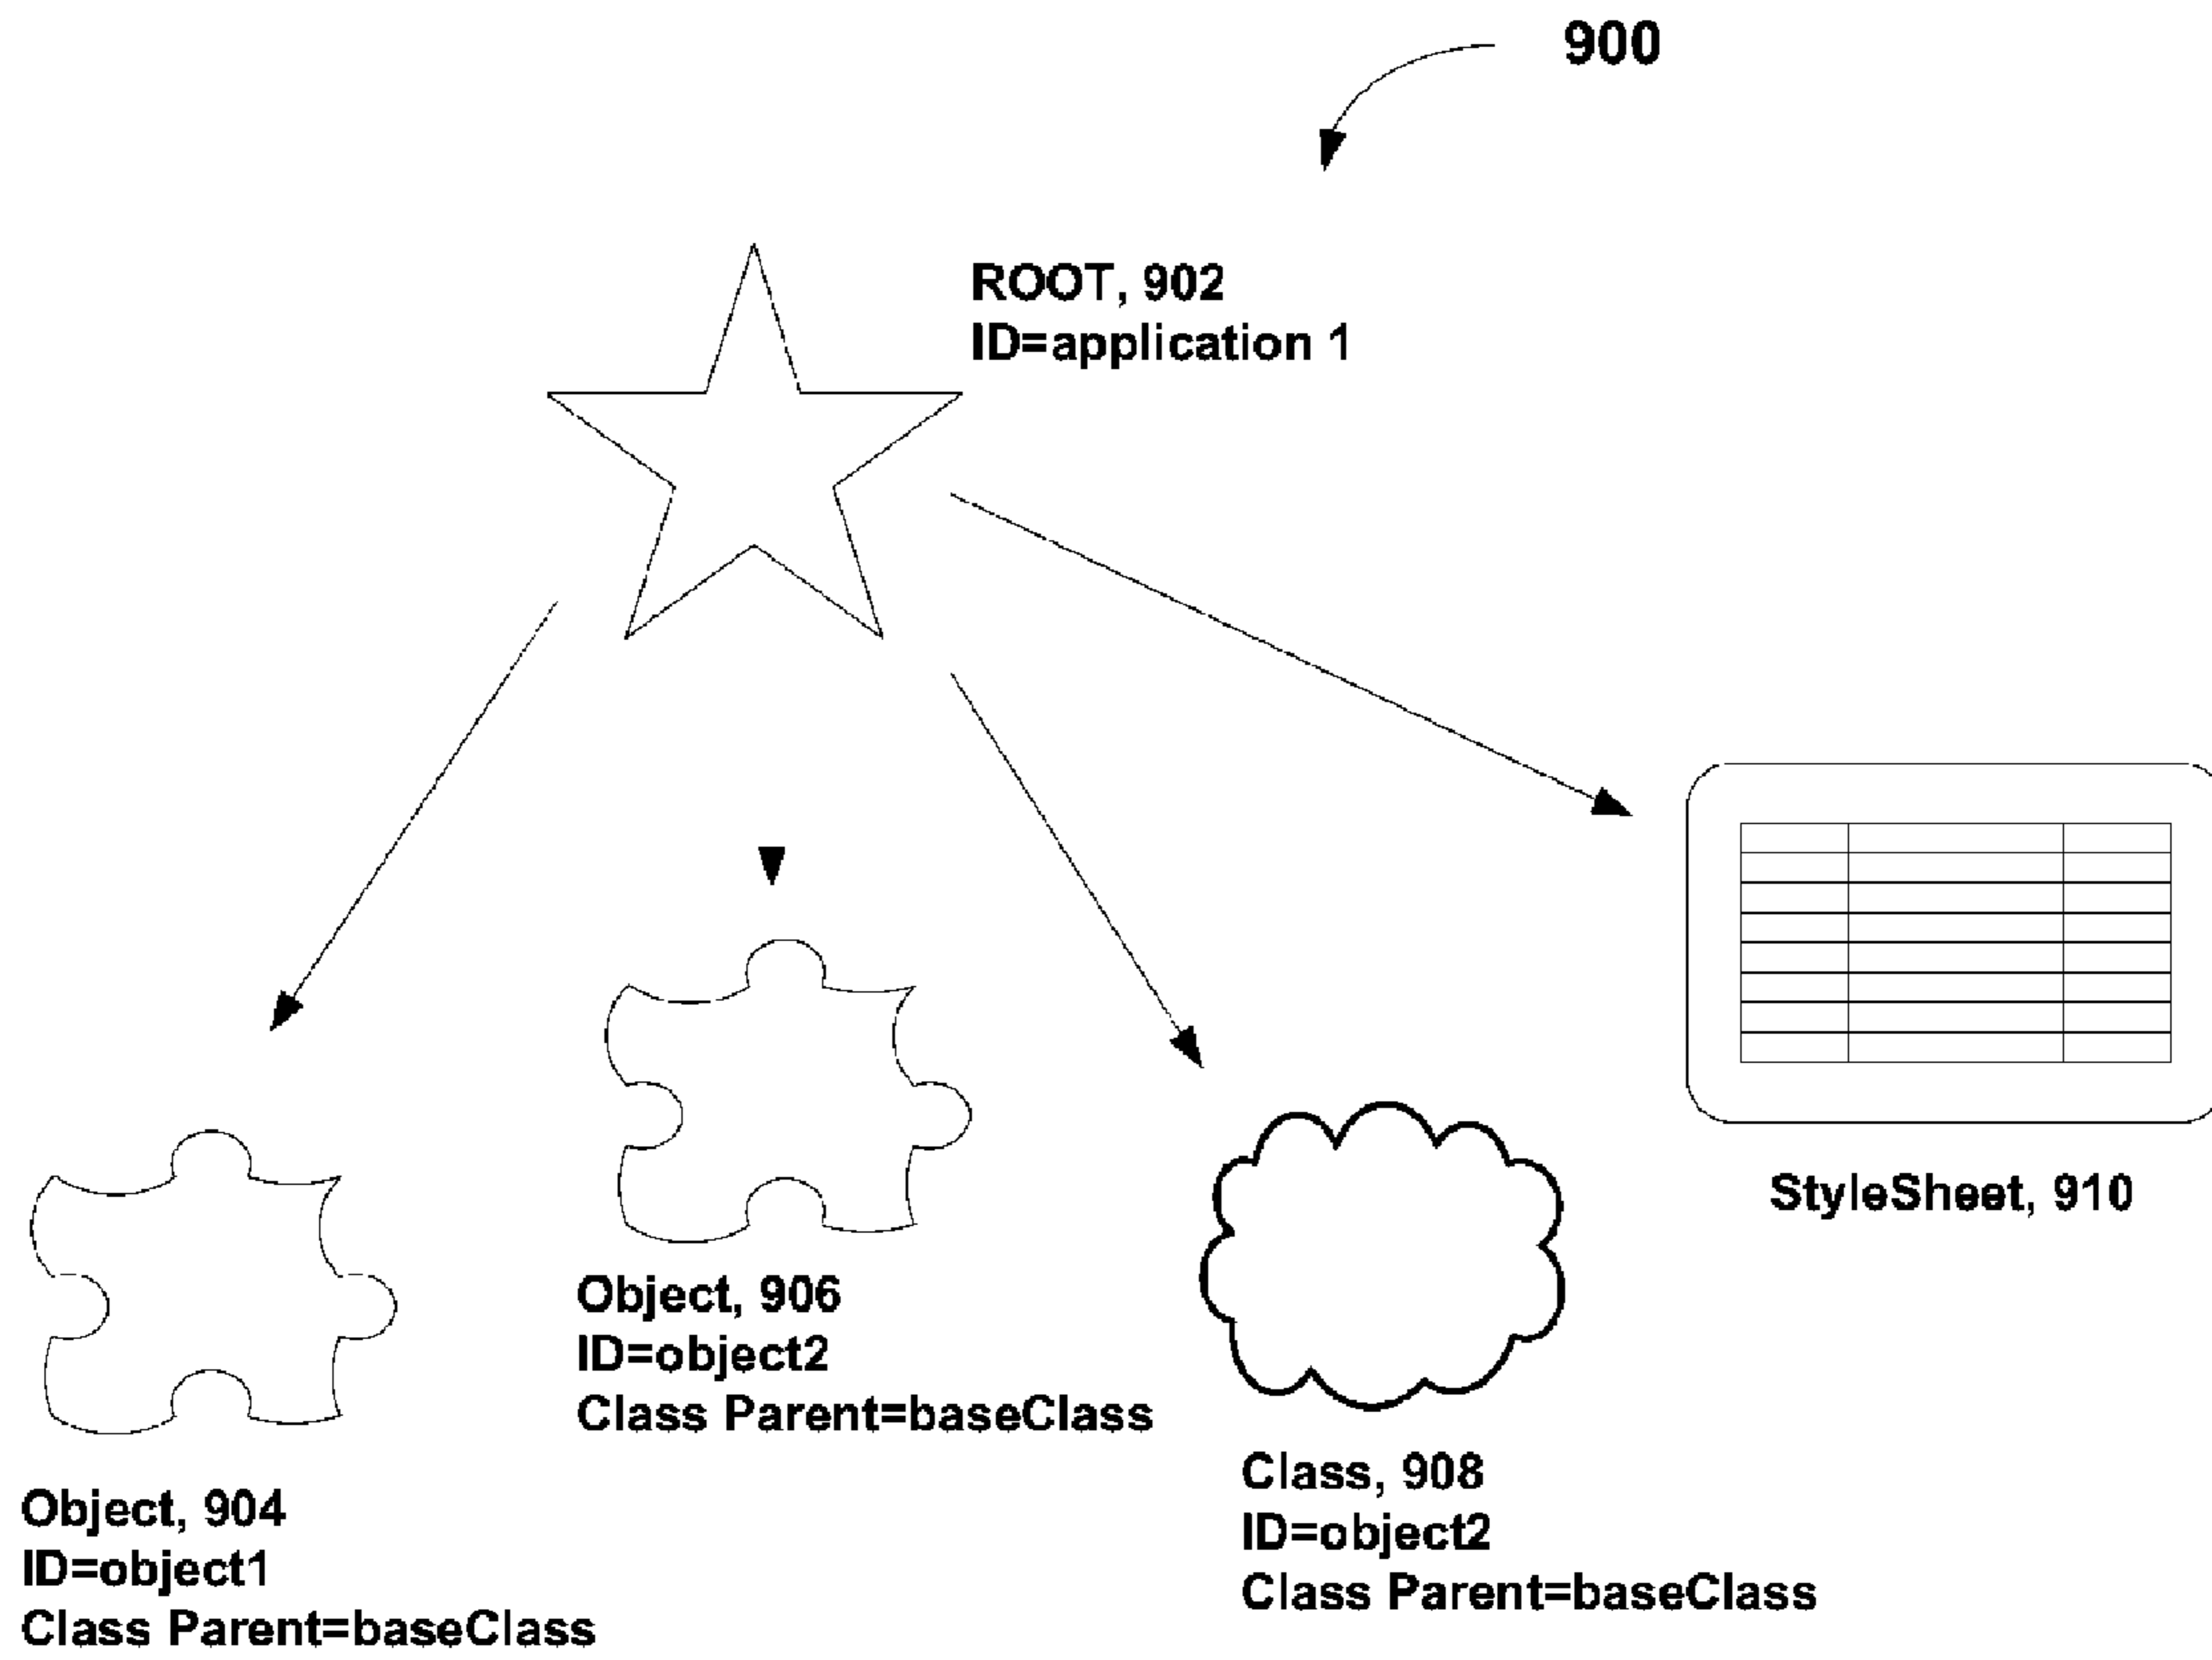 900
ROOT, 902
ID=application 1
StyleSheet, 910
Object, 906
ID=object2
Class Parent=baseClass
Class, 908
ID=object2
Class Parent=baseClass
Object, 904
ID=object1
Class Parent=baseClass